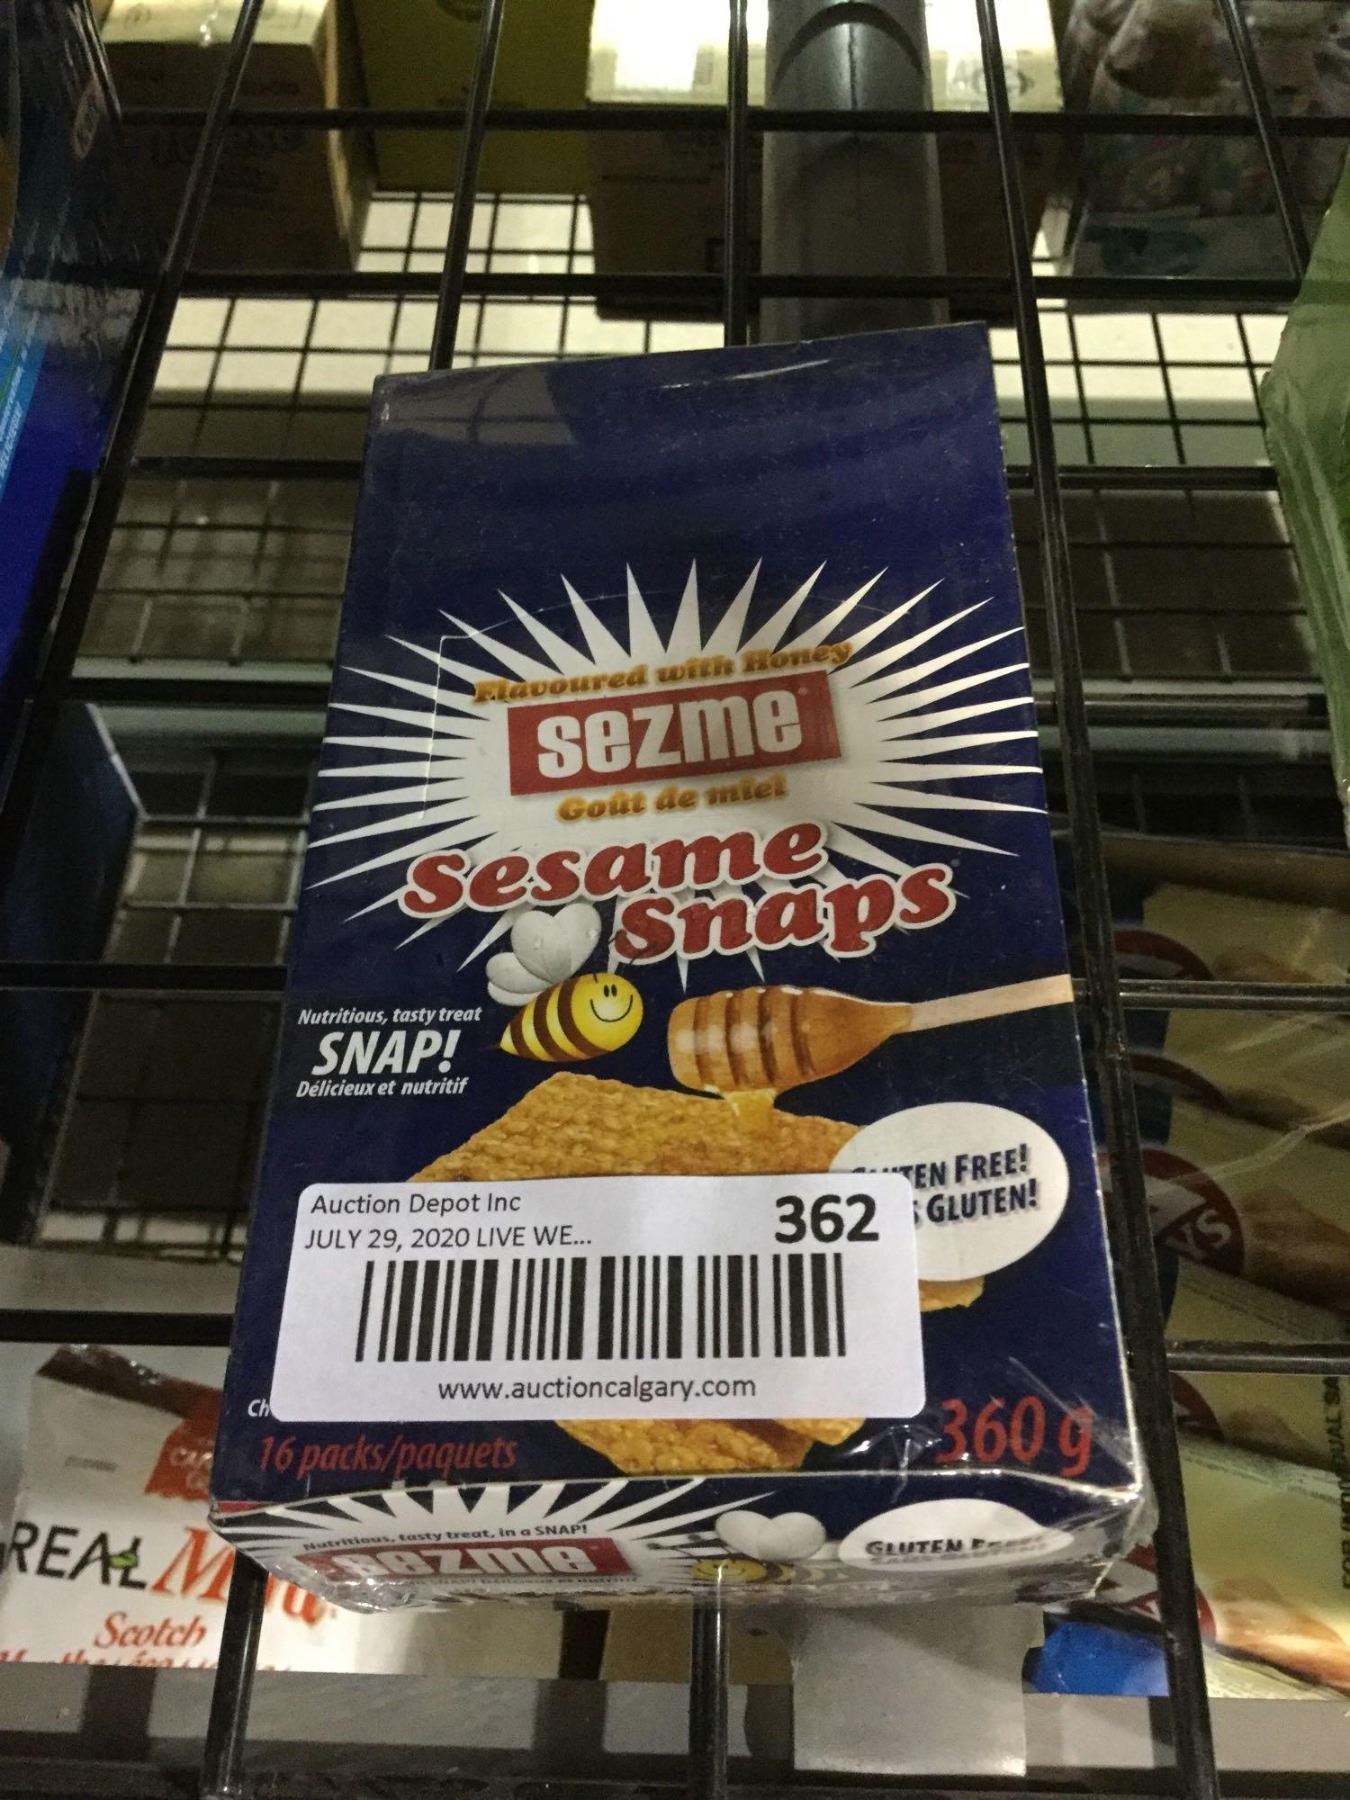 Flavoured with Honey
sezme
Goût de miel
Sesame
Snaps
Nutritious, tasty treat
SNAP!
Délicieux et nutritif
FREE!
GLUTEN!
Auction Depot Inc
362
JULY 29, 2020 LIVE WE...
www.auctioncalgary.com
360 g
16 packs/paquets
Nutritious, tasty treat, in a SNAP!
sezme
GLUTEN
REAL
Scotch